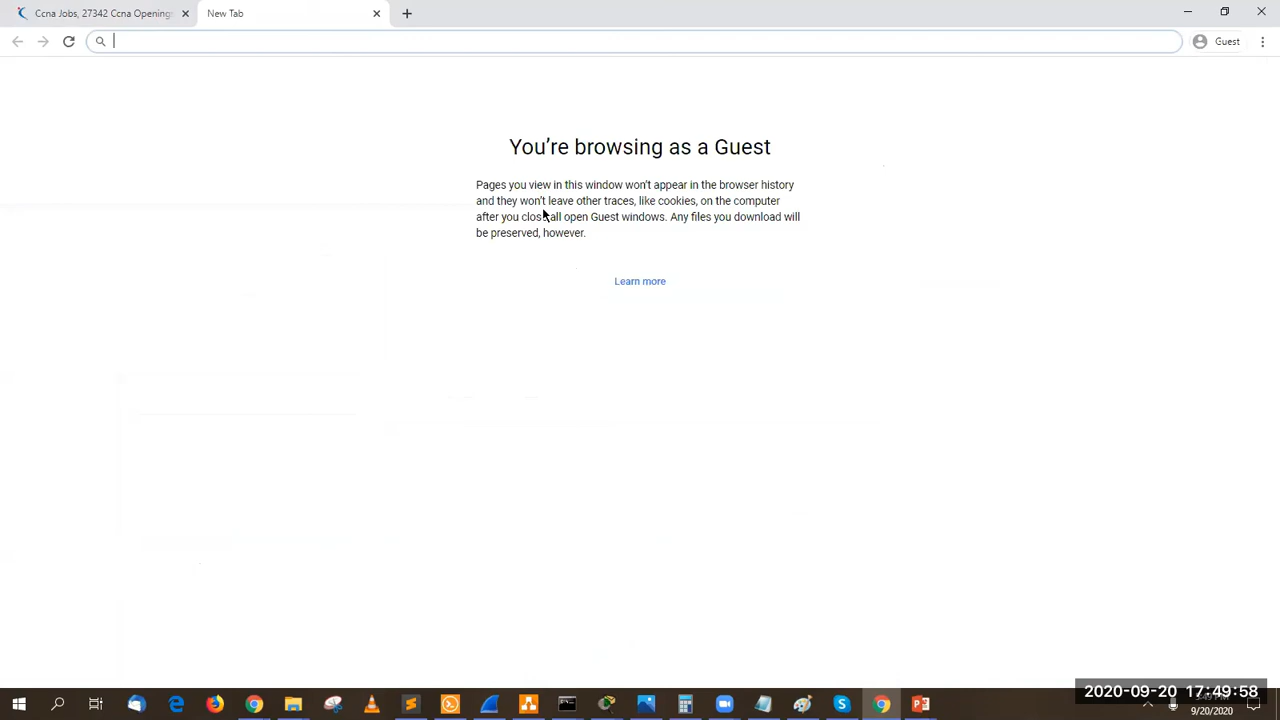 Ccna Jobs, 27342 Ccna Opening
New Tab
Guest
You're browsing as a Guest
Pages you view in this window won't appear in the browser history
and they won't leave other traces, like cookies, on the computer
after you close all open Guest windows. Any files you download will
be preserved, however.
Learn more
2020-09-20 17:49:58
9/20/2020